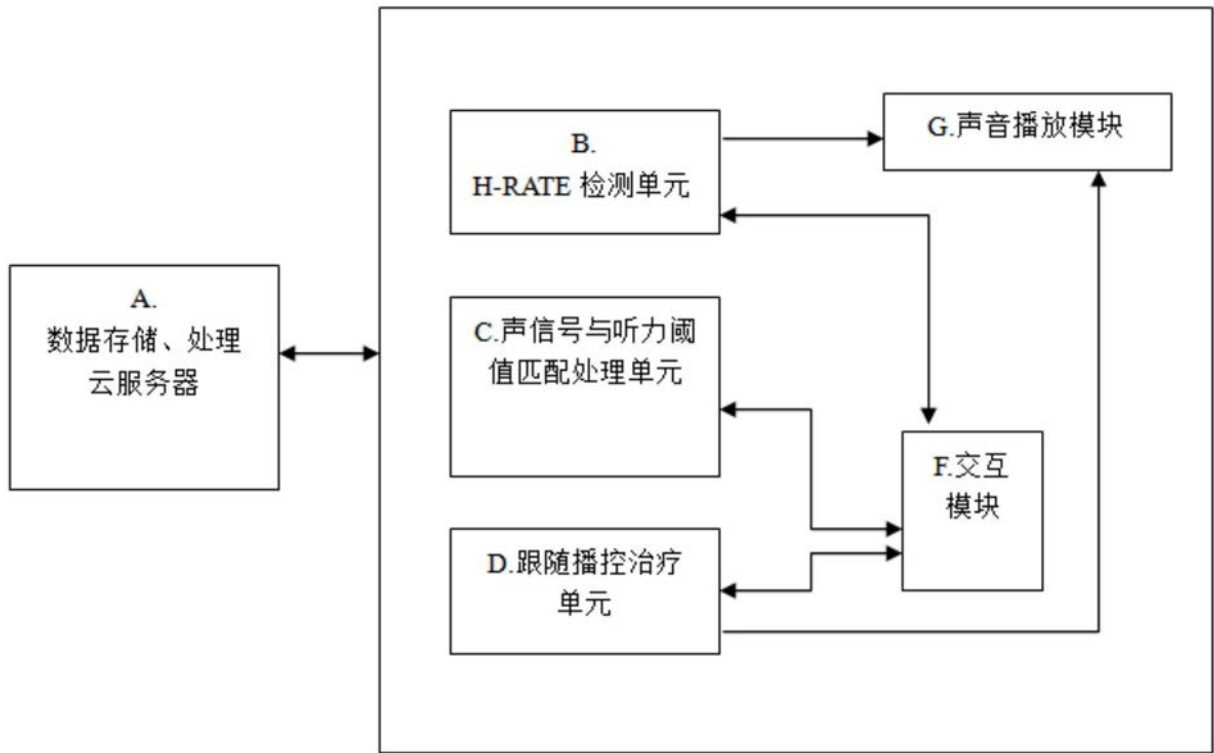 A.
数据存储、处理
云服务器
B.
H-RATE 检测单元
C.声信号与听力阈
值匹配处理单元
D.跟随播控治疗
单元
G.声音播放模块
F.交互
模块